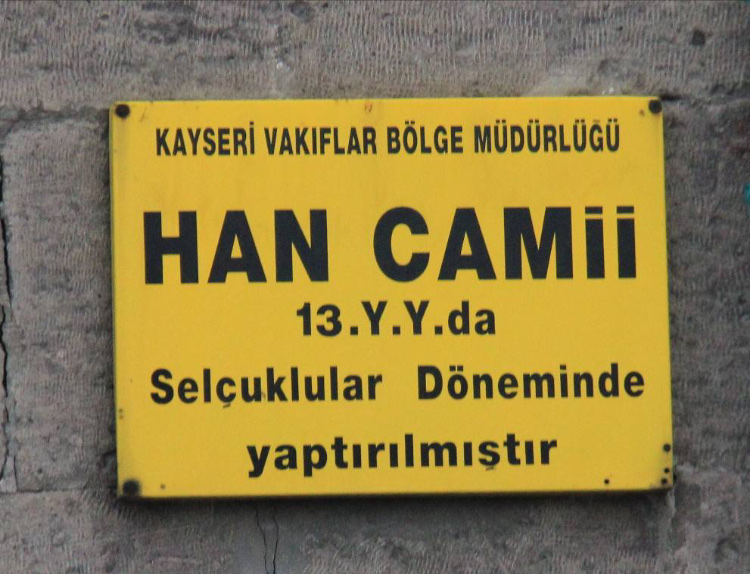 KAYSERİ VAKIFLAR BÖLGE MÜDÜRLÜĞÜ
HAN CAMİİ
13.Y.Y.da
Selçuklular Döneminde
yaptırılmıştır